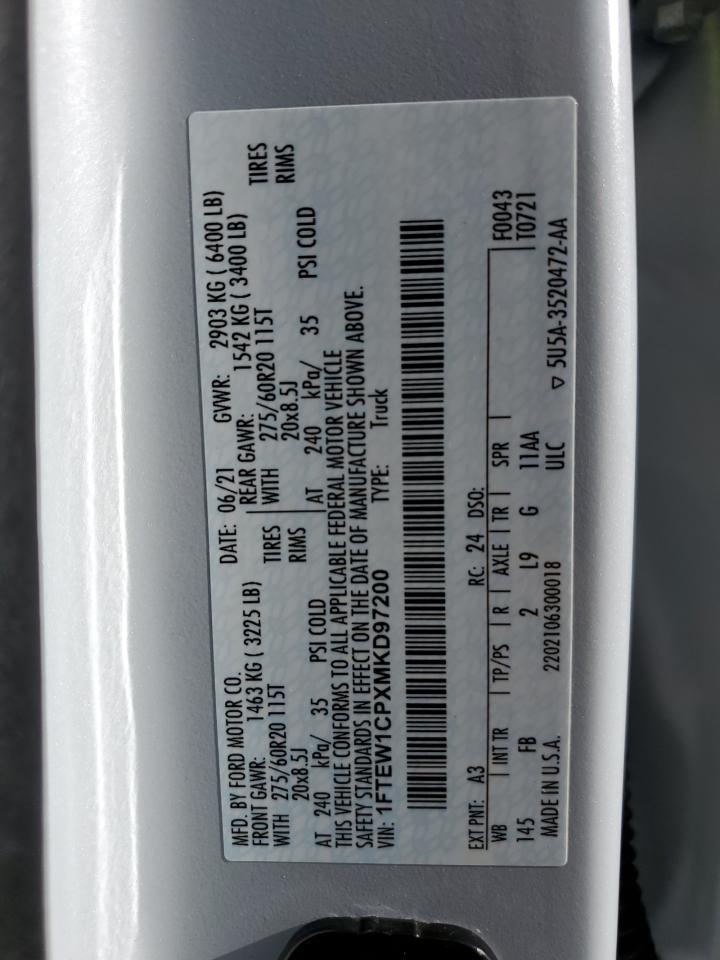 MFD. BY FORD MOTOR CO.
DATE: 06/21 GVWR: 2903 KG ( 6400 LB)
FRONT GAWR: 1463 KG ( 3225 LB) REAR GAWR: 1542 KG ( 3400 LB)
WITH 275/60R20 115T TIRES WITH 275/60R20 115T TIRES
20x8.5J RIMS 20x8.5J RIMS
AT 240 kPa/ 35 PSI COLD AT 240 kPa/ 35 PSI COLD
THIS VEHICLE CONFORMS TO ALL APPLICABLE FEDERAL MOTOR VEHICLE
SAFETY STANDARDS IN EFFECT ON THE DATE OF MANUFACTURE SHOWN ABOVE.
VIN: 1FTEW1CPXMKD97200 TYPE: Truck
EXT PNT: A3 RC: 24 DSO:
WB INT TR TP/PS R AXLE TR SPR F0043
145 FB 2 L9 G 11AA T0721
MADE IN U.S.A. 2202106300018 ULC ▽ 5U5A-3520472-AA